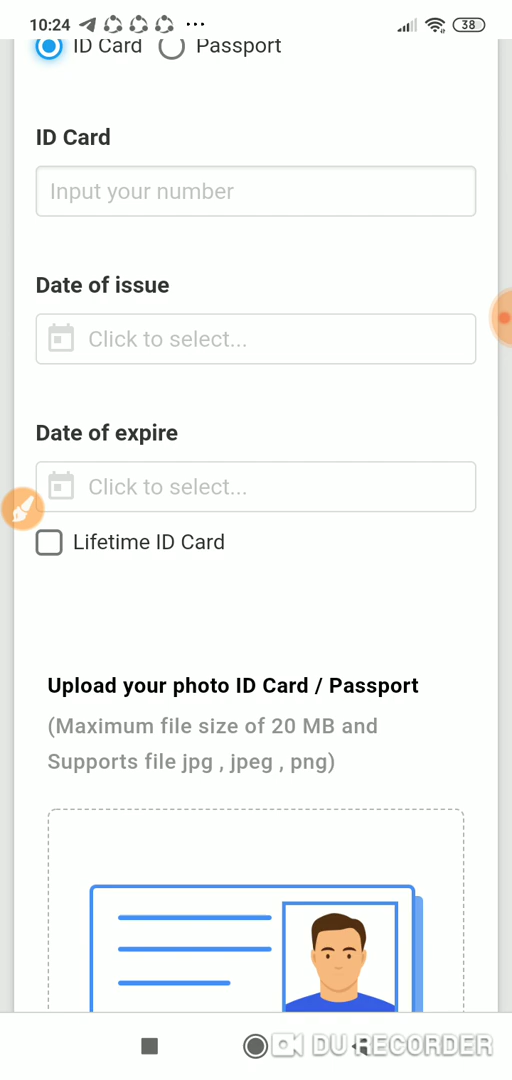 10:24 ... 38
ID Card Passport
ID Card
Input your number
Date of issue
Click to select...
Date of expire
Click to select...
Lifetime ID Card
Upload your photo ID Card / Passport
(Maximum file size of 20 MB and
Supports file jpg , jpeg , png)
DU RECORDER